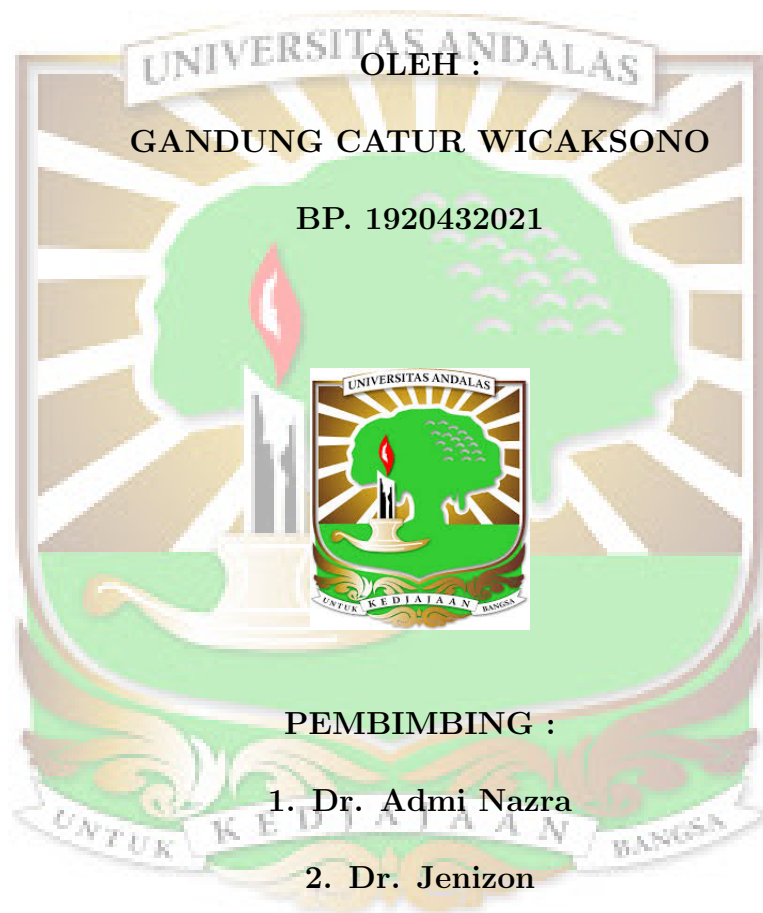 UNIVERSITAS ANDALAS
OLEH :
GANDUNG CATUR WICAKSONO
BP. 1920432021
UNIVERSITAS ANDALAS
UNTUK KEDJAJAAN BANGSA
PEMBIMBING :
1. Dr. Admi Nazra
UNTUK KEDJAJAAN BANGSA
2. Dr. Jenizon